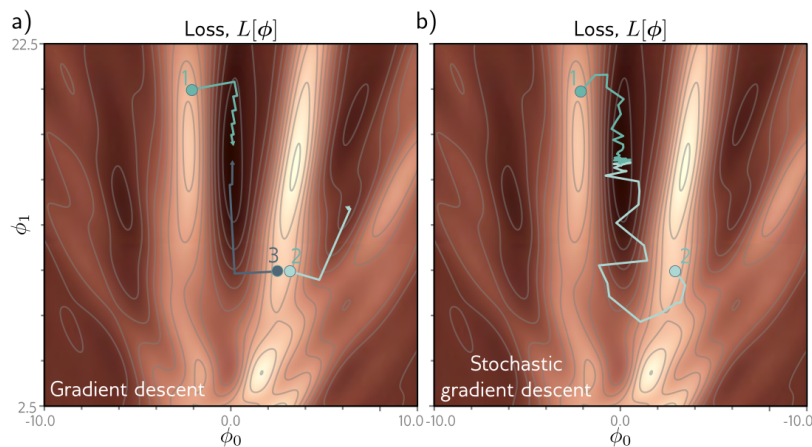 a)
Loss, L[ϕ]
22.5
ϕ₁
2.5
1
3
2
Gradient descent
-10.0
0.0
10.0
ϕ₀
b)
Loss, L[ϕ]
1
2
Stochastic
gradient descent
-10.0
0.0
-10.0
ϕ₀